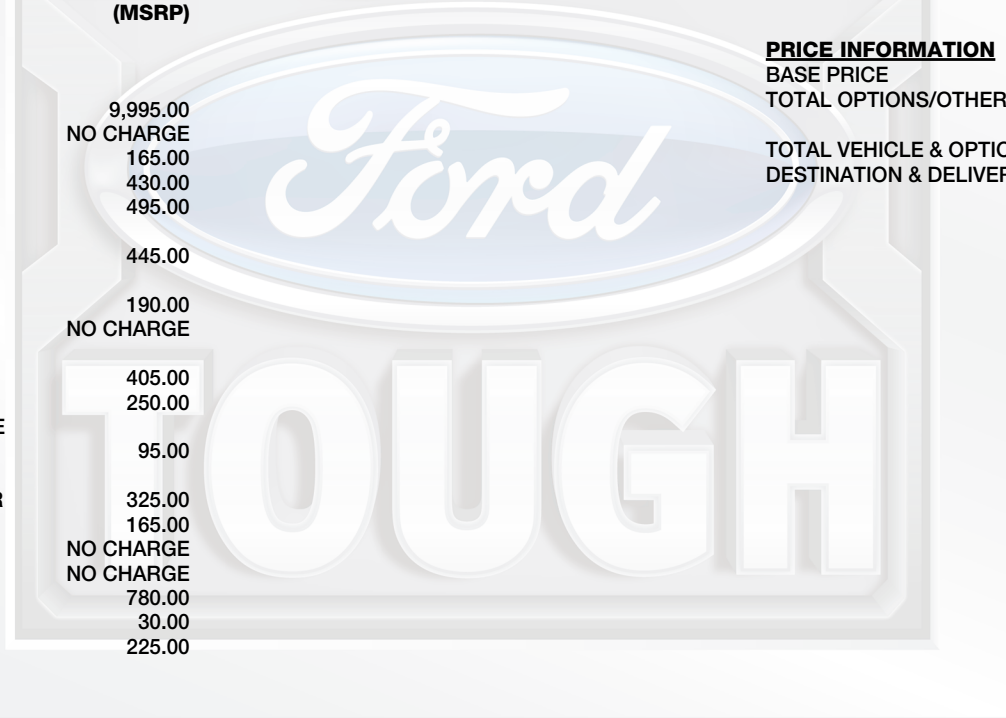 (MSRP)
9,995.00
NO CHARGE
165.00
430.00
495.00
445.00
190.00
NO CHARGE
405.00
250.00
E
95.00
R
325.00
165.00
NO CHARGE
NO CHARGE
780.00
30.00
225.00
PRICE INFORMATION
BASE PRICE
TOTAL OPTIONS/OTHER
TOTAL VEHICLE & OPTIO
DESTINATION & DELIVER
Ford
TOUGH